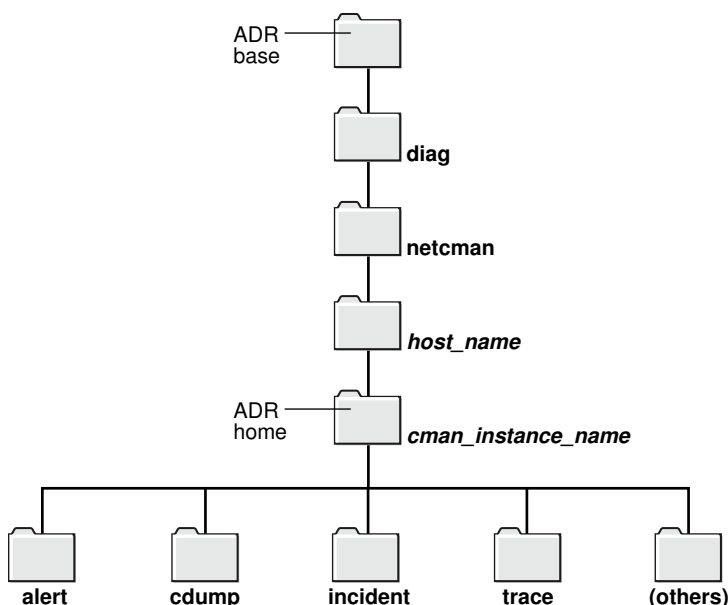 ADR
base
diag
netcman
host_name
ADR
home
cman_instance_name
alert
cdump
incident
trace
(others)